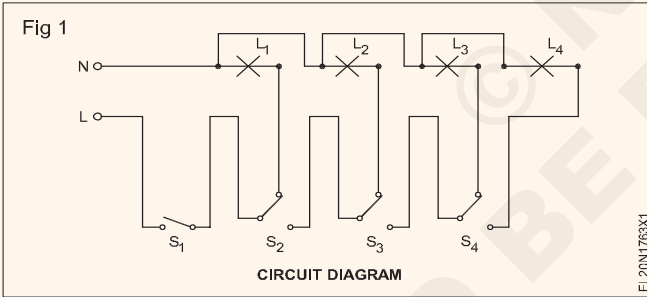 Fig 1
L1 L2 L3 L4
N
L
S1 S2 S3 S4
CIRCUIT DIAGRAM
EL20N1763X1
©